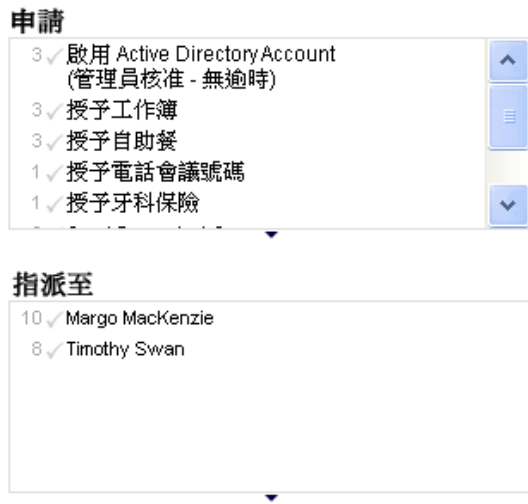 申請
3 啟用 Active DirectoryAccount
(管理員核准 - 無逾時)
3 授予工作簿
3 授予自助餐
1 授予電話會議號碼
1 授予牙科保險
指派至
10 Margo MacKenzie
8 Timothy Swan